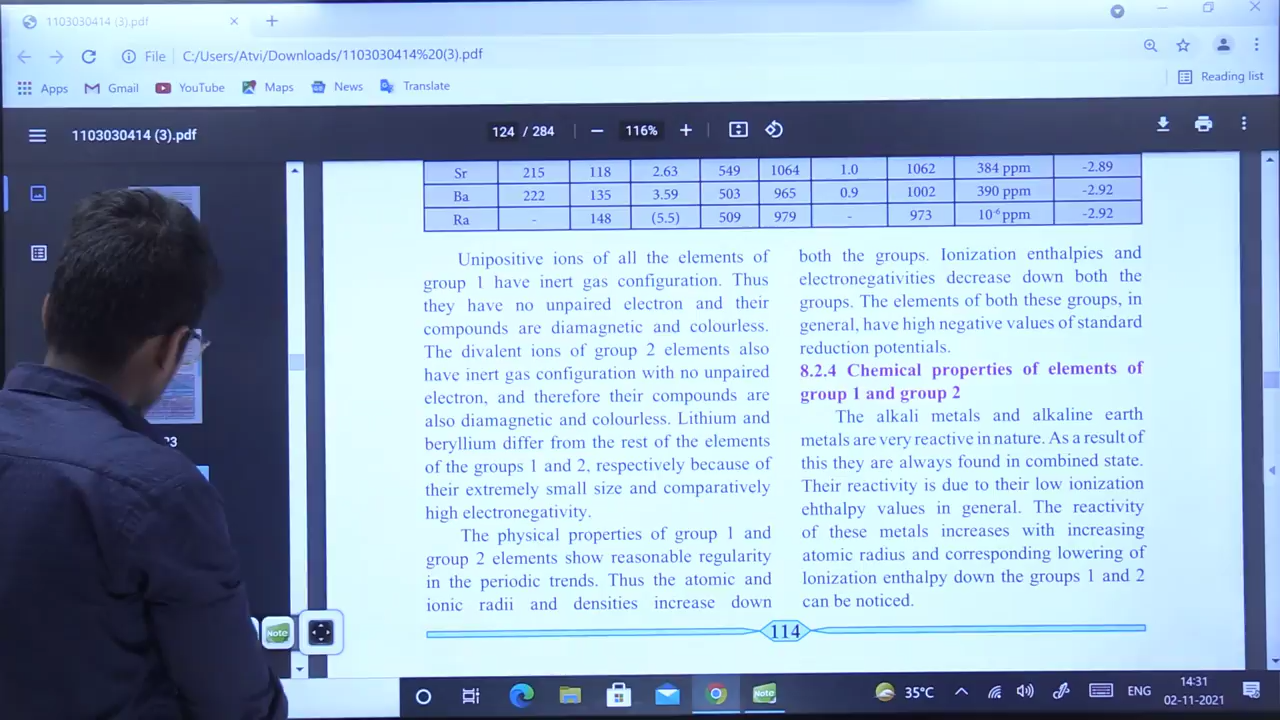 1103030414 (3).pdf
File C:/Users/Atvi/Downloads/1103030414%20(3).pdf
Apps Gmail YouTube Maps News Translate Reading list
1103030414 (3).pdf 124 / 284 116%
Sr 215 118 2.63 549 1064 1.0 1062 384 ppm -2.89
Ba 222 135 3.59 503 965 0.9 1002 390 ppm -2.92
Ra - 148 (5.5) 509 979 - 973 10⁻⁶ ppm -2.92
Unipositive ions of all the elements of
group 1 have inert gas configuration. Thus
they have no unpaired electron and their
compounds are diamagnetic and colourless.
The divalent ions of group 2 elements also
have inert gas configuration with no unpaired
electron, and therefore their compounds are
also diamagnetic and colourless. Lithium and
beryllium differ from the rest of the elements
of the groups 1 and 2, respectively because of
their extremely small size and comparatively
high electronegativity.
The physical properties of group 1 and
group 2 elements show reasonable regularity
in the periodic trends. Thus the atomic and
ionic radii and densities increase down
both the groups. Ionization enthalpies and
electronegativities decrease down both the
groups. The elements of both these groups, in
general, have high negative values of standard
reduction potentials.
8.2.4 Chemical properties of elements of
group 1 and group 2
The alkali metals and alkaline earth
metals are very reactive in nature. As a result of
this they are always found in combined state.
Their reactivity is due to their low ionization
ehthalpy values in general. The reactivity
of these metals increases with increasing
atomic radius and corresponding lowering of
Ionization enthalpy down the groups 1 and 2
can be noticed.
114
23
Note
Note
35°C ENG 14:31
02-11-2021